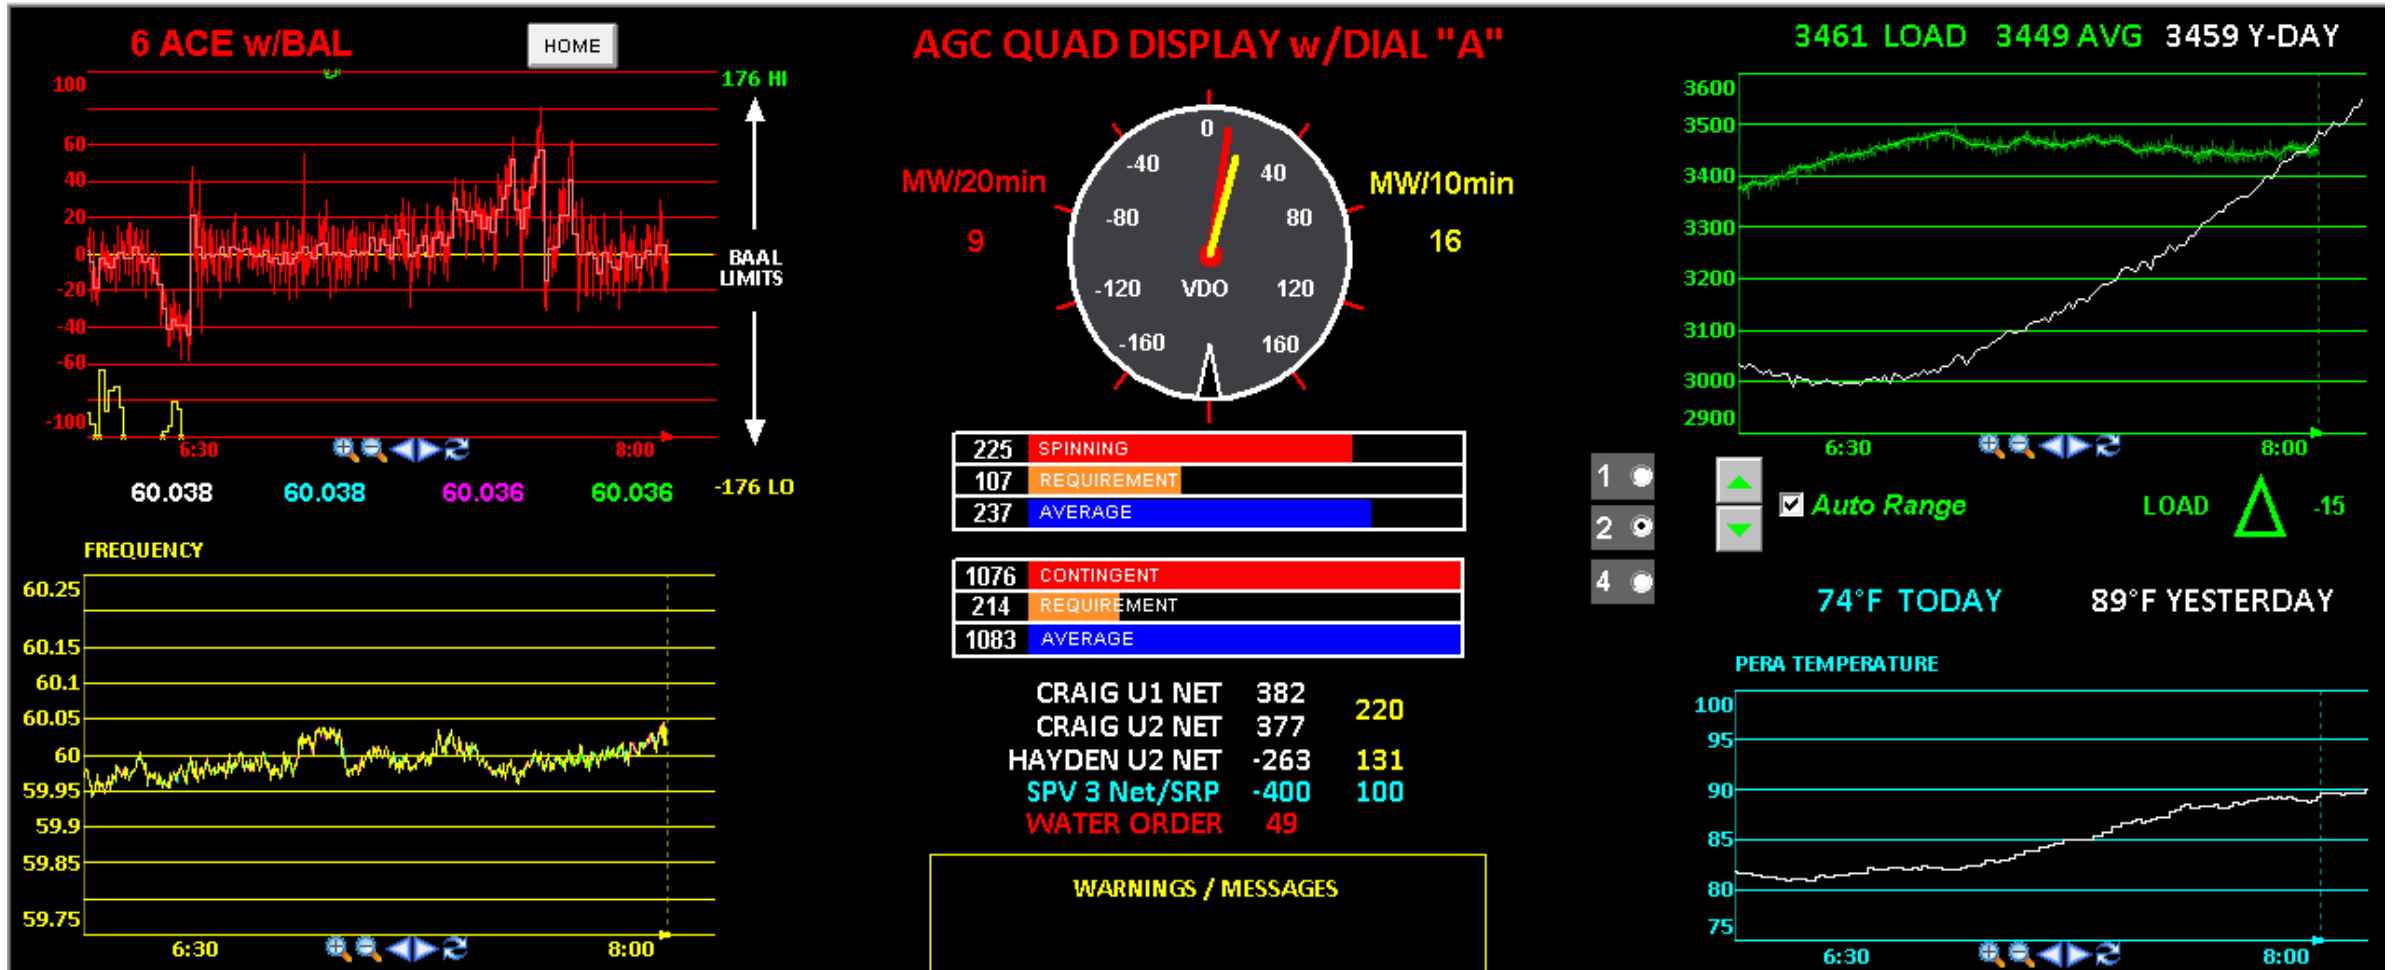 6 ACE w/BAL
HOME
100
60
40
20
0
-20
-40
-60
-100
6:30
8:00
176 HI
BAAL
LIMITS
-176 LO
60.038 60.038 60.036 60.036
FREQUENCY
60.25
60.15
60.1
60.05
60
59.95
59.9
59.85
59.75
6:30
8:00
AGC QUAD DISPLAY w/DIAL "A"
MW/20min
9
0
-40 40
-80 80
-120 VDO 120
-160 160
MW/10min
16
225 SPINNING
107 REQUIREMENT
237 AVERAGE
1076 CONTINGENT
214 REQUIREMENT
1083 AVERAGE
CRAIG U1 NET 382
220
CRAIG U2 NET 377
HAYDEN U2 NET -263 131
SPV 3 Net/SRP -400 100
WATER ORDER 49
WARNINGS / MESSAGES
3461 LOAD 3449 AVG 3459 Y-DAY
3600
3500
3400
3300
3200
3100
3000
2900
6:30
8:00
1
2
4
Auto Range
LOAD -15
74°F TODAY 89°F YESTERDAY
PERA TEMPERATURE
100
95
90
85
80
75
6:30
8:00